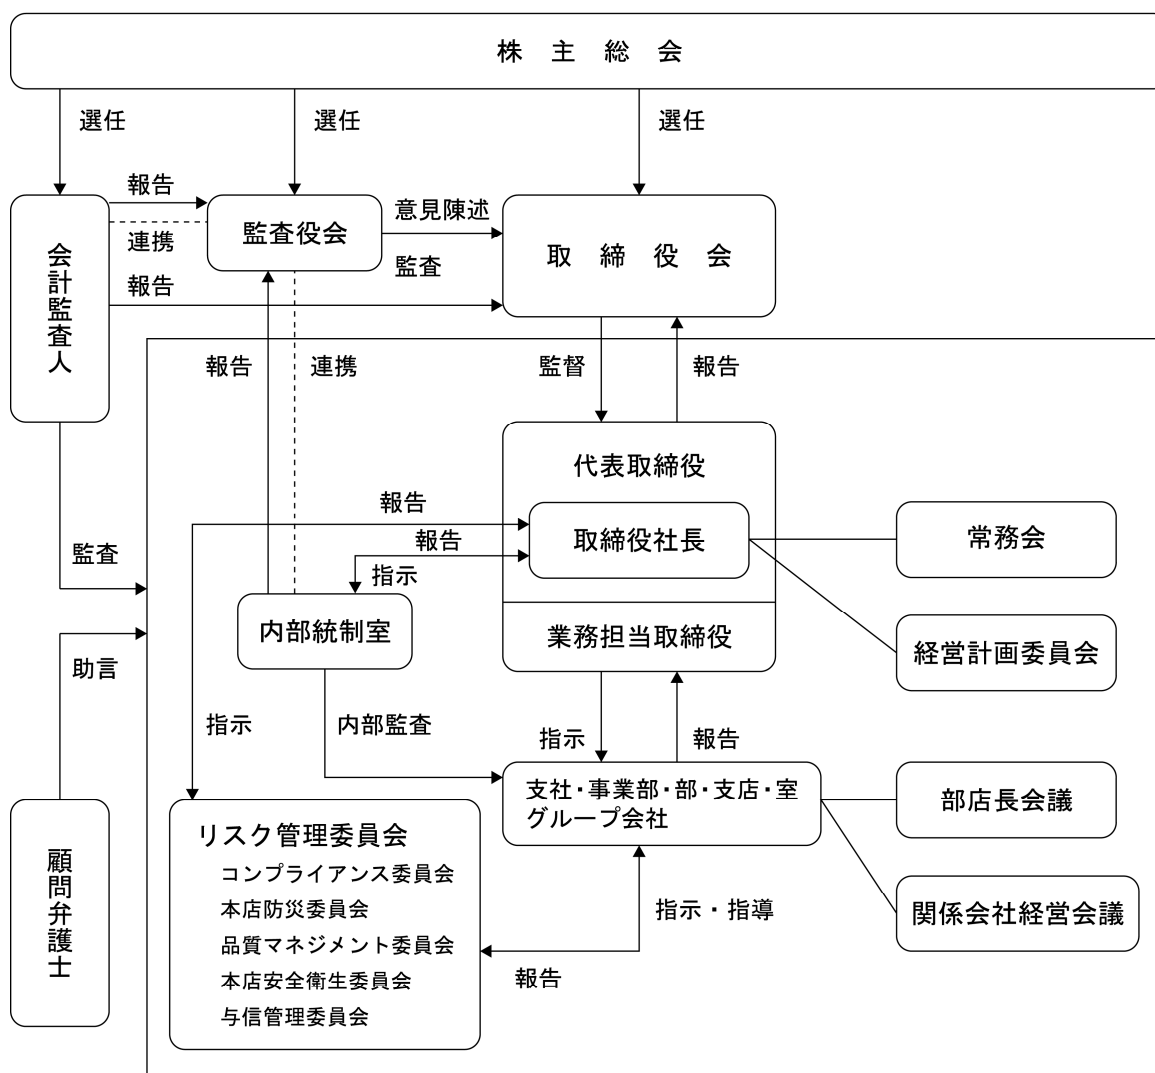 株主総会
選任
選任
選任
報告
連携
報告
監査役会
意見陳述
監査
取締役会
会計監査人
報告
連携
監督
報告
代表取締役
報告
取締役社長
常務会
報告
指示
監査
内部統制室
業務担当取締役
経営計画委員会
助言
指示
内部監査
指示
報告
支社・事業部・部・支店・室
グループ会社
部店長会議
顧問弁護士
リスク管理委員会
コンプライアンス委員会
本店防災委員会
品質マネジメント委員会
本店安全衛生委員会
与信管理委員会
指示・指導
報告
関係会社経営会議